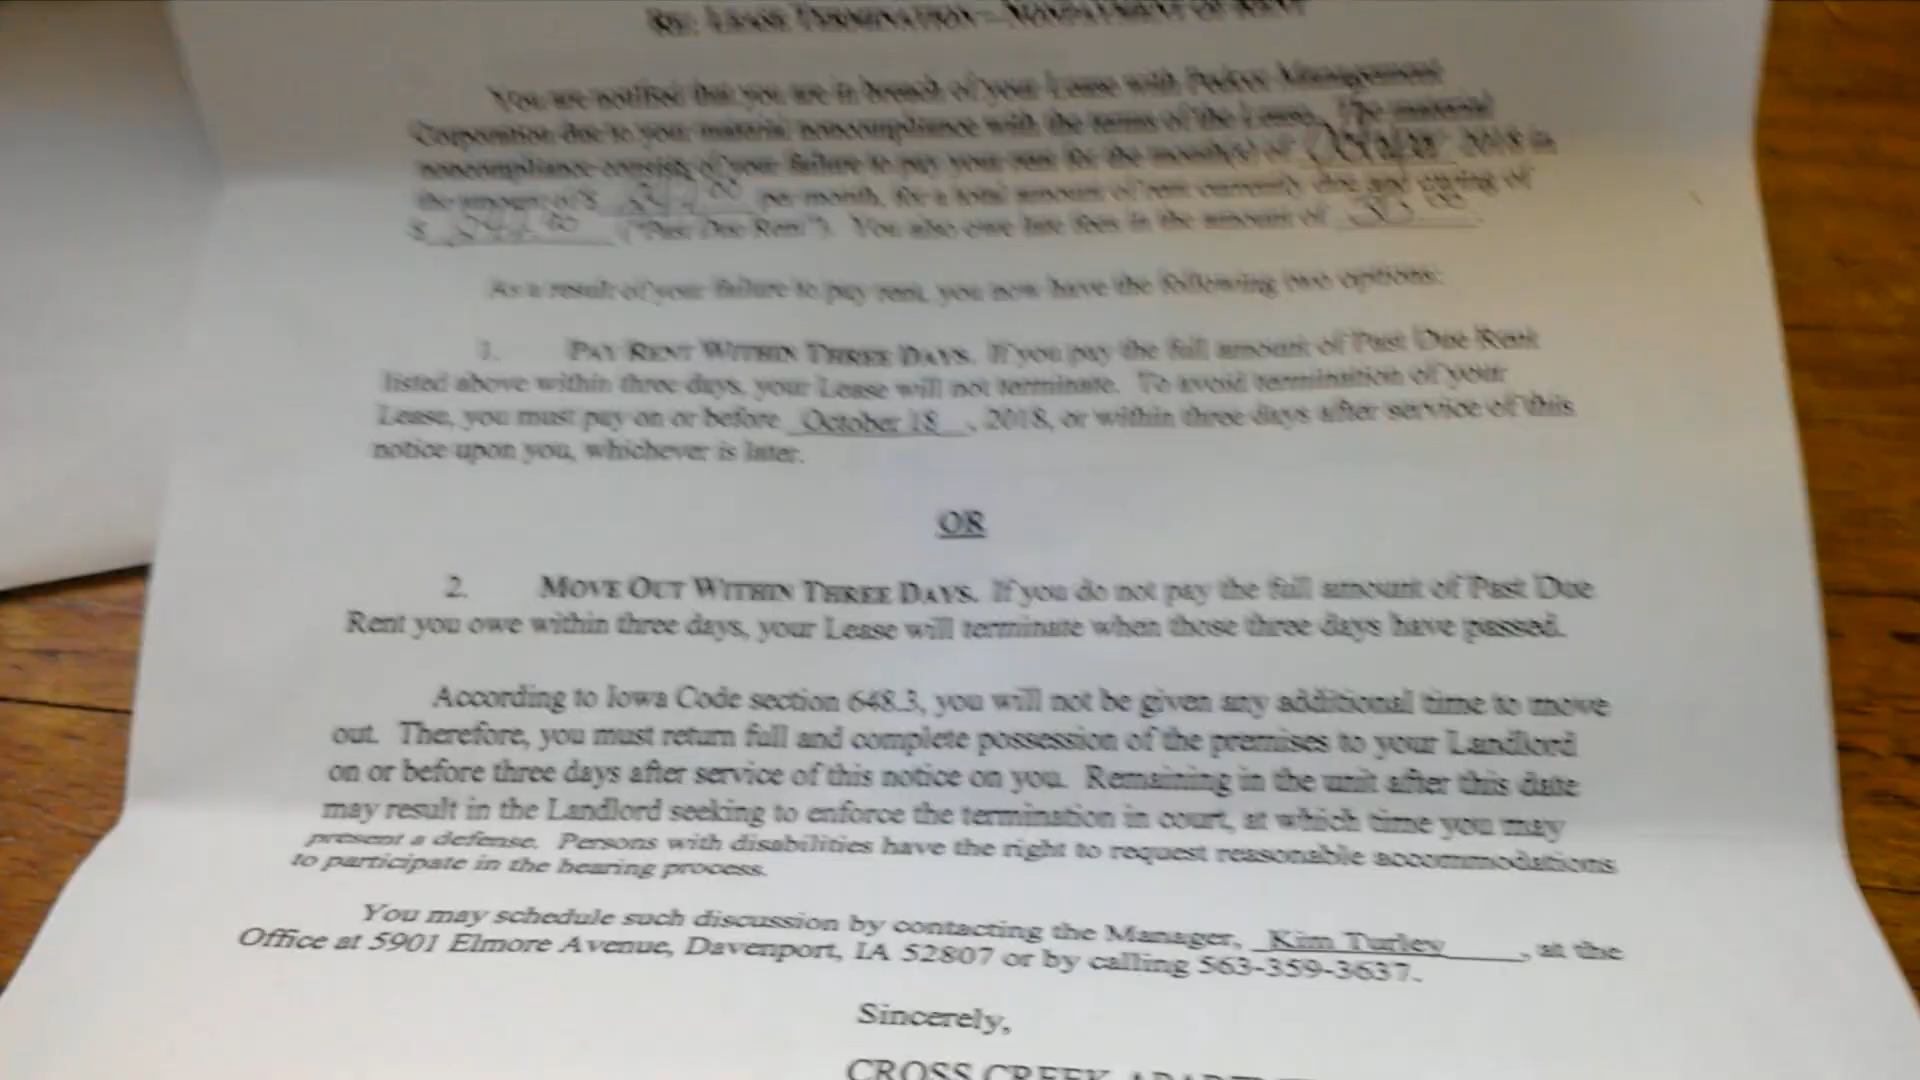 RE: LEASE TERMINATION – NONPAYMENT OF RENT
You are notified that you are in breach of your Lease with Management
Corporation due to your material noncompliance with the terms of the Lease. The material
noncompliance consists of your failure to pay your rent for the month(s) of October 2018 in
the amount of $ per month, for a total amount of rent currently due and owing of
$ ("Past Due Rent"). You also owe late fees in the amount of
As a result of your failure to pay rent, you now have the following two options:
1. PAY RENT WITHIN THREE DAYS. If you pay the full amount of Past Due Rent
listed above within three days, your Lease will not terminate. To avoid termination of your
Lease, you must pay on or before October 18, 2018, or within three days after service of this
notice upon you, whichever is later.
OR
2. MOVE OUT WITHIN THREE DAYS. If you do not pay the full amount of Past Due
Rent you owe within three days, your Lease will terminate when those three days have passed.
According to Iowa Code section 648.3, you will not be given any additional time to move
out. Therefore, you must return full and complete possession of the premises to your Landlord
on or before three days after service of this notice on you. Remaining in the unit after this date
may result in the Landlord seeking to enforce the termination in court, at which time you may
present a defense. Persons with disabilities have the right to request reasonable accommodations
to participate in the hearing process.
You may schedule such discussion by contacting the Manager, Kim Turley, at the
Office at 5901 Elmore Avenue, Davenport, IA 52807 or by calling 563-359-3637.
Sincerely,
CROSS CREEK